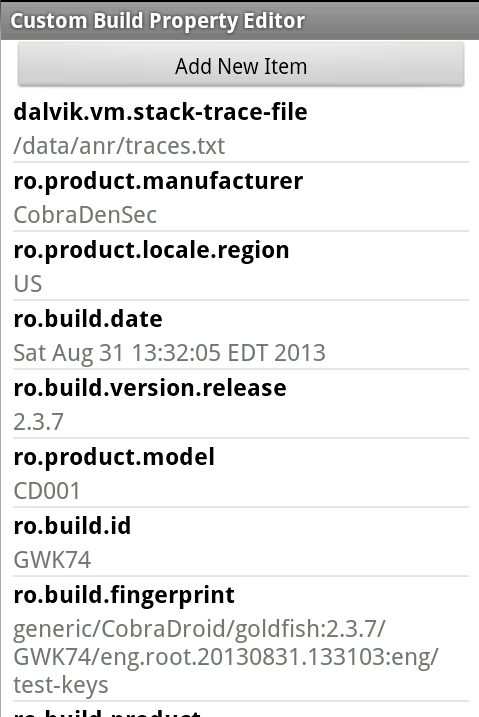 Custom Build Property Editor
Add New Item
dalvik.vm.stack-trace-file
/data/anr/traces.txt
ro.product.manufacturer
CobraDenSec
ro.product.locale.region
US
ro.build.date
Sat Aug 31 13:32:05 EDT 2013
ro.build.version.release
2.3.7
ro.product.model
CD001
ro.build.id
GWK74
ro.build.fingerprint
generic/CobraDroid/goldfish:2.3.7/
GWK74/eng.root.20130831.133103:eng/
test-keys
ro.build.product